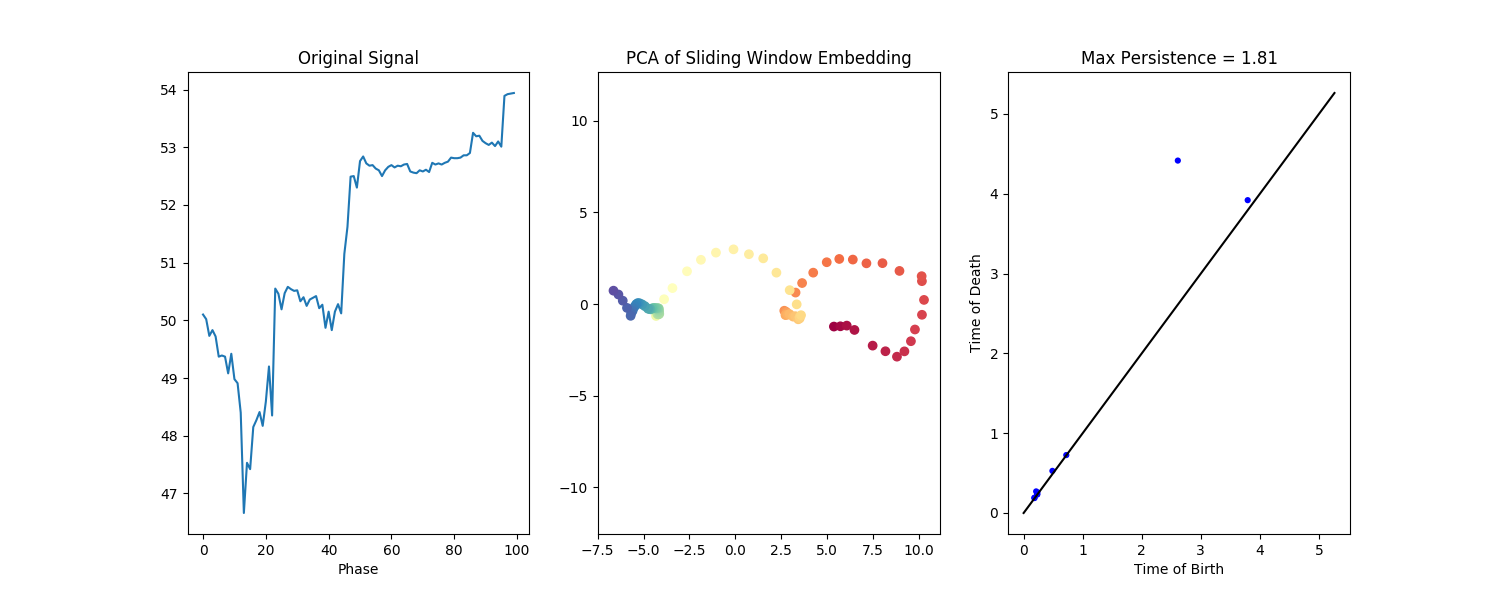 Original Signal
54
53
52
51
50
49
48
47
0 20 40 60 80 100
Phase
PCA of Sliding Window Embedding
10
5
0
−5
−10
−7.5 −5.0 −2.5 0.0 2.5 5.0 7.5 10.0
Max Persistence = 1.81
Time of Death
5
4
3
2
1
0
0 1 2 3 4 5
Time of Birth